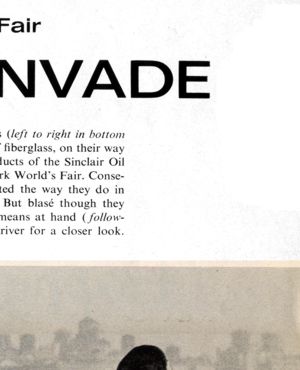 Fair
NVADE
s (left to right in bottom
fiberglass, on their way
ducts of the Sinclair Oil
rk World's Fair. Conse-
ted the way they do in
But blasé though they
means at hand (follow-
river for a closer look.